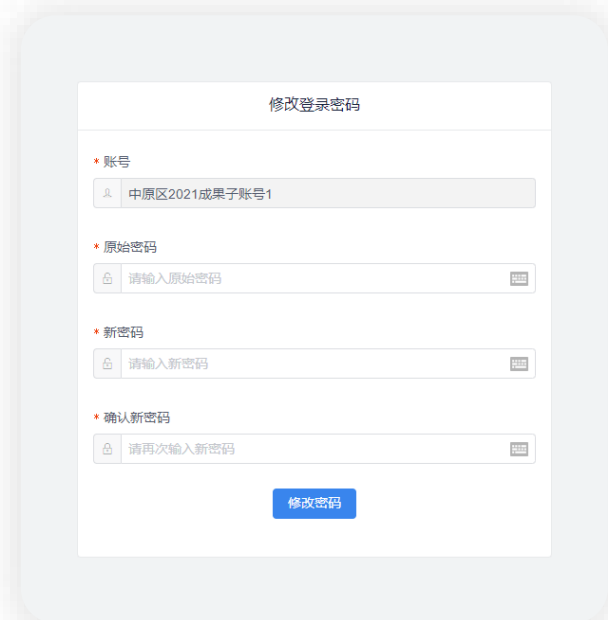 修改登录密码
* 账号
中原区2021成果子账号1
* 原始密码
请输入原始密码
* 新密码
请输入新密码
* 确认新密码
请再次输入新密码
修改密码